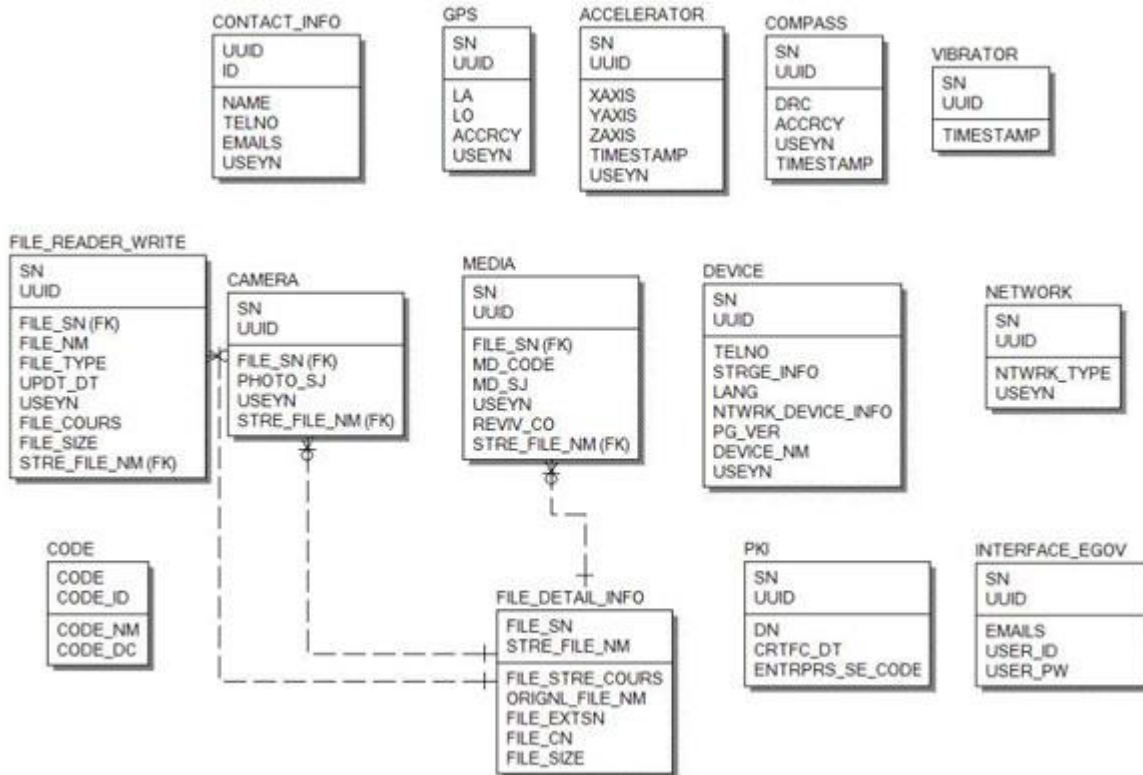 CONTACT_INFO
UUID
ID
NAME
TELNO
EMAILS
USEYN
GPS
SN
UUID
LA
LO
ACCRCY
USEYN
ACCELERATOR
SN
UUID
XAXIS
YAXIS
ZAXIS
TIMESTAMP
USEYN
COMPASS
SN
UUID
DRC
ACCRCY
USEYN
TIMESTAMP
VIBRATOR
SN
UUID
TIMESTAMP
FILE_READER_WRITE
SN
UUID
FILE_SN (FK)
FILE_NM
FILE_TYPE
UPDT_DT
USEYN
FILE_COURS
FILE_SIZE
STRE_FILE_NM (FK)
CAMERA
SN
UUID
FILE_SN (FK)
PHOTO_SJ
USEYN
STRE_FILE_NM (FK)
MEDIA
SN
UUID
FILE_SN (FK)
MD_CODE
MD_SJ
USEYN
REVIV_CO
STRE_FILE_NM (FK)
DEVICE
SN
UUID
TELNO
STRGE_INFO
LANG
NTWRK_DEVICE_INFO
PG_VER
DEVICE_NM
USEYN
NETWORK
SN
UUID
NTWRK_TYPE
USEYN
CODE
CODE
CODE_ID
CODE_NM
CODE_DC
FILE_DETAIL_INFO
FILE_SN
STRE_FILE_NM
FILE_STRE_COURS
ORIGNL_FILE_NM
FILE_EXTSN
FILE_CN
FILE_SIZE
PKI
SN
UUID
DN
CRTFC_DT
ENTRPRS_SE_CODE
INTERFACE_EGOV
SN
UUID
EMAILS
USER_ID
USER_PW